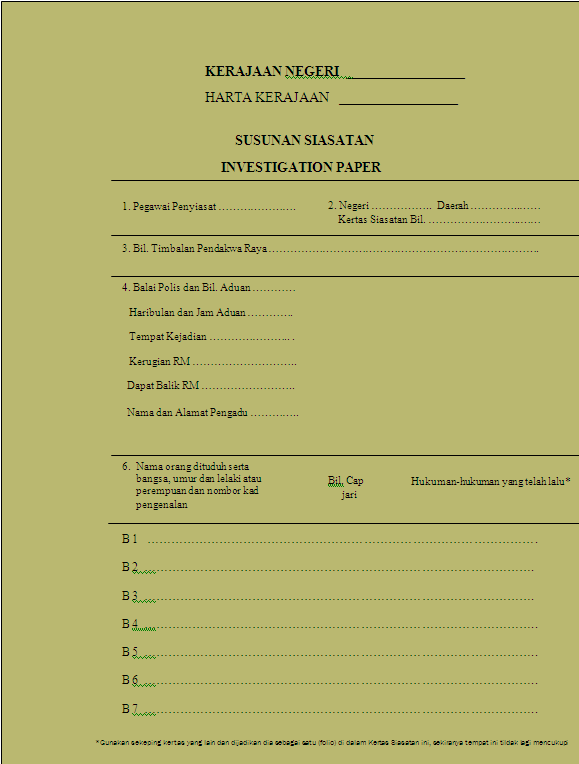 KERAJAAN NEGERI _________________
HARTA KERAJAAN _________________
SUSUNAN SIASATAN
INVESTIGATION PAPER
1. Pegawai Penyiasat ……………………
2. Negeri …………….. Daerah ………………
Kertas Siasatan Bil. …………………………
3. Bil. Timbalan Pendakwa Raya ……………………………………………………………
4. Balai Polis dan Bil. Aduan …………
Haribulan dan Jam Aduan ………….
Tempat Kejadian …………………… .
Kerugian RM ……………………….
Dapat Balik RM ……………………..
Nama dan Alamat Pengadu …………..
6. Nama orang dituduh serta
bangsa, umur dan lelaki atau
perempuan dan nombor kad
pengenalan
Bil. Cap
jari
Hukuman-hukuman yang telah lalu*
B 1 …………………………………………………… ………… …………… …………….
B 2 …………………………………………………… …………… ………… …………….
B 3 …………………………………………………… …………… ………… …………….
B 4 …………………………………………………… …………… ………… …………….
B 5 …………………………………………………… …………… ………… …………….
B 6 …………………………………………………… …………… ………… …………….
B 7 …………………………………………………… …………… ………… …………….
*Gunakan sekeping kertas yang lain dan dijadikan dia sebagai satu (folio) di dalam Kertas Siasatan ini, sekiranya tempat ini tildak lagi mencukupi